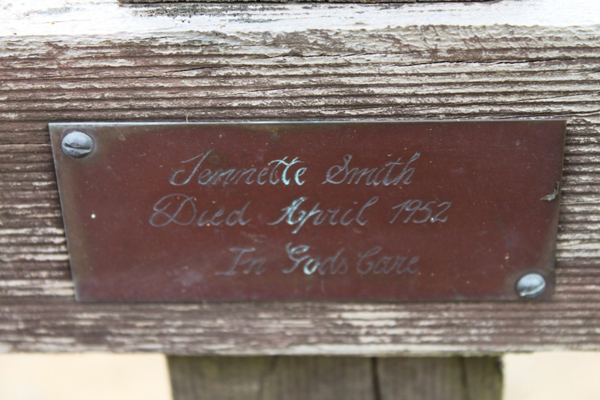 Jennette Smith
Died April 1952
In Gods Care